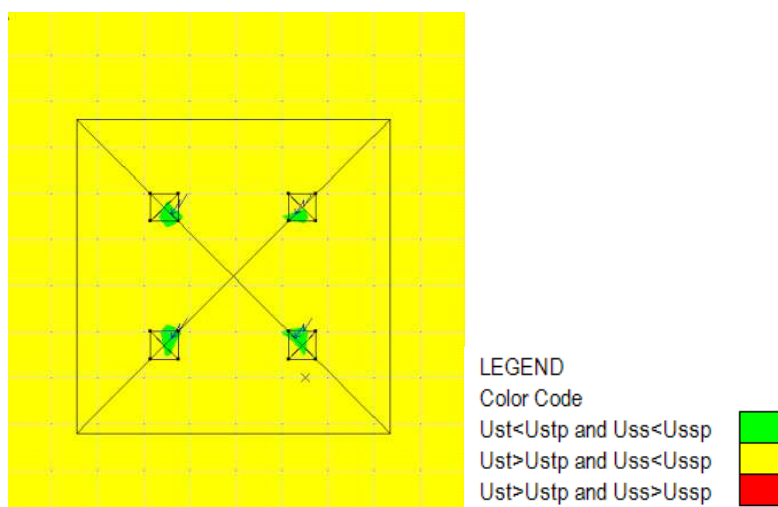 LEGEND
Color Code
Ust<Ustp and Uss<Ussp
Ust>Ustp and Uss<Ussp
Ust>Ustp and Uss>Ussp